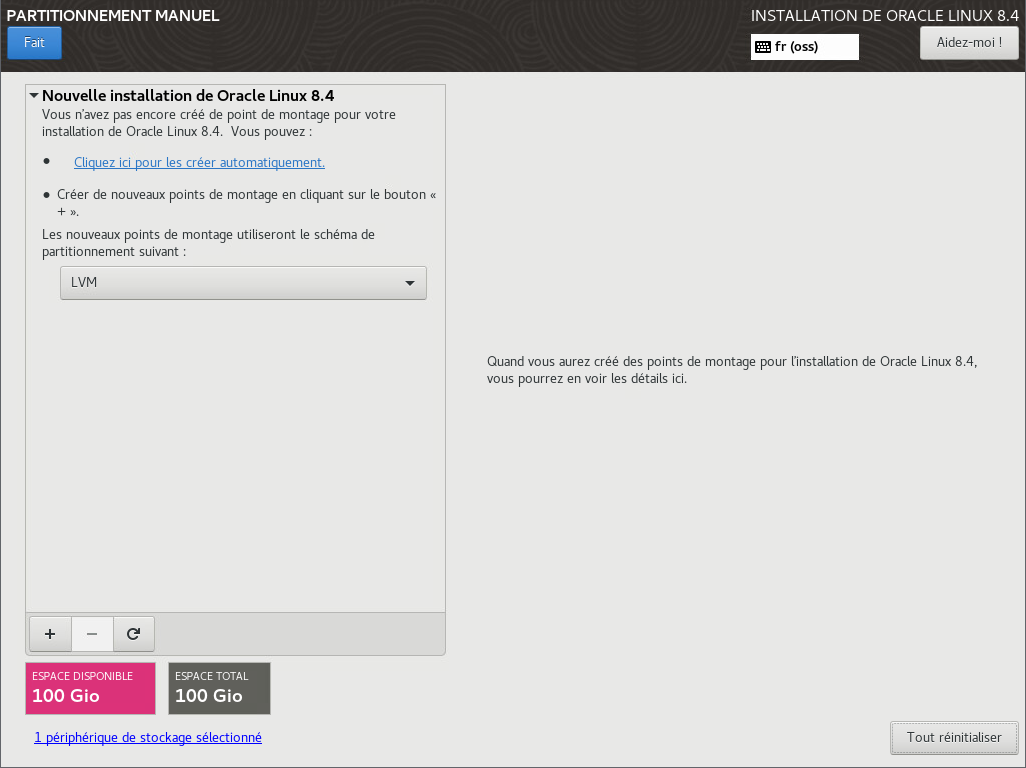 PARTITIONNEMENT MANUEL
INSTALLATION DE ORACLE LINUX 8.4
Fait
fr (oss)
Aidez-moi !
Nouvelle installation de Oracle Linux 8.4
Vous n'avez pas encore créé de point de montage pour votre
installation de Oracle Linux 8.4.  Vous pouvez :
• Cliquez ici pour les créer automatiquement.
• Créer de nouveaux points de montage en cliquant sur le bouton «
+ ».
Les nouveaux points de montage utiliseront le schéma de
partitionnement suivant :
LVM
Quand vous aurez créé des points de montage pour l'installation de Oracle Linux 8.4,
vous pourrez en voir les détails ici.
+ −
ESPACE DISPONIBLE
100 Gio
ESPACE TOTAL
100 Gio
1 périphérique de stockage sélectionné
Tout réinitialiser